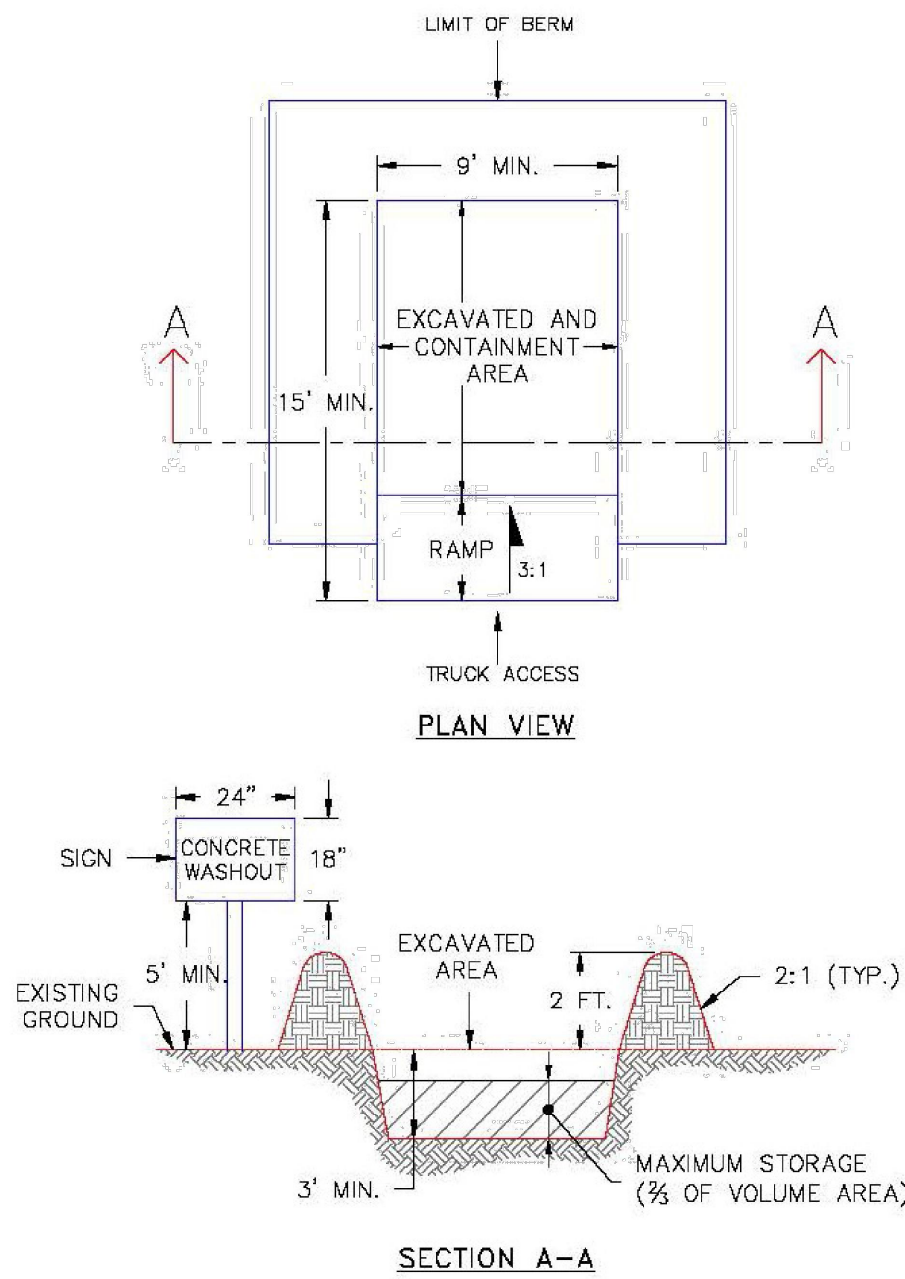 LIMIT OF BERM
9' MIN.
A
A
EXCAVATED AND
CONTAINMENT
AREA
15' MIN.
RAMP
3:1
TRUCK ACCESS
PLAN VIEW
24"
SIGN
CONCRETE
WASHOUT
18"
5' MIN.
EXCAVATED
AREA
2 FT.
2:1 (TYP.)
EXISTING
GROUND
3' MIN.
MAXIMUM STORAGE
(⅔ OF VOLUME AREA)
SECTION A-A